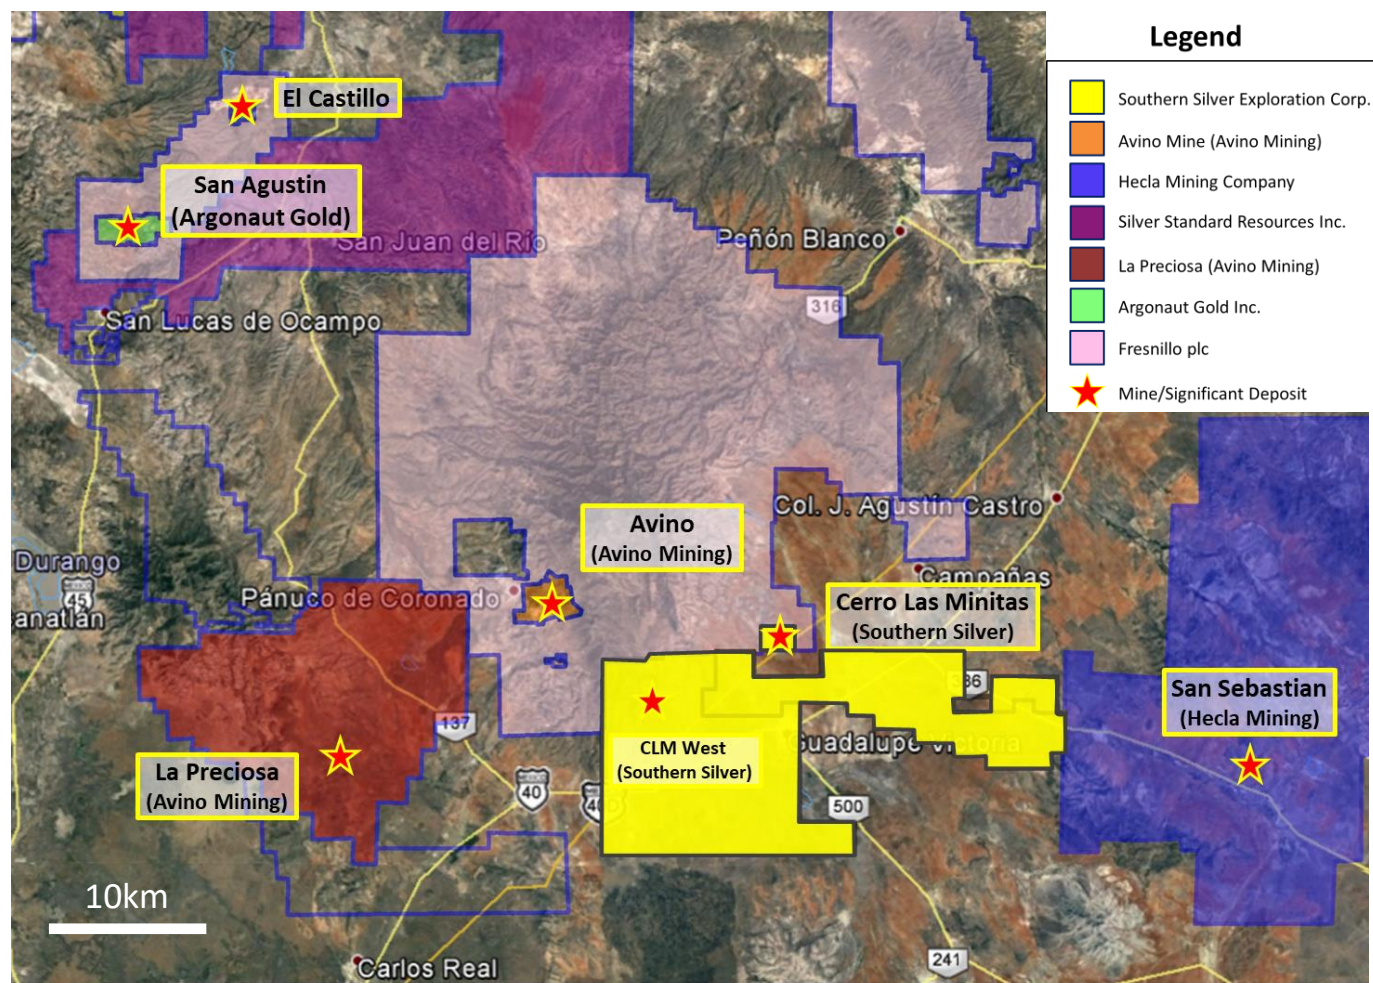 Legend
Southern Silver Exploration Corp.
Avino Mine (Avino Mining)
Hecla Mining Company
Silver Standard Resources Inc.
La Preciosa (Avino Mining)
Argonaut Gold Inc.
Fresnillo plc
Mine/Significant Deposit
El Castillo
San Agustin
(Argonaut Gold)
San Juan del Río
Peñón Blanco
316
San Lucas de Ocampo
Col. J. Agustín Castro
Avino
(Avino Mining)
Durango
45
anatlán
Pánuco de Coronado
Campañas
Cerro Las Minitas
(Southern Silver)
San Sebastian
(Hecla Mining)
137
CLM West
(Southern Silver)
Guadalupe Victoria
La Preciosa
(Avino Mining)
MEXICO
40
500
10km
Carlos Real
241